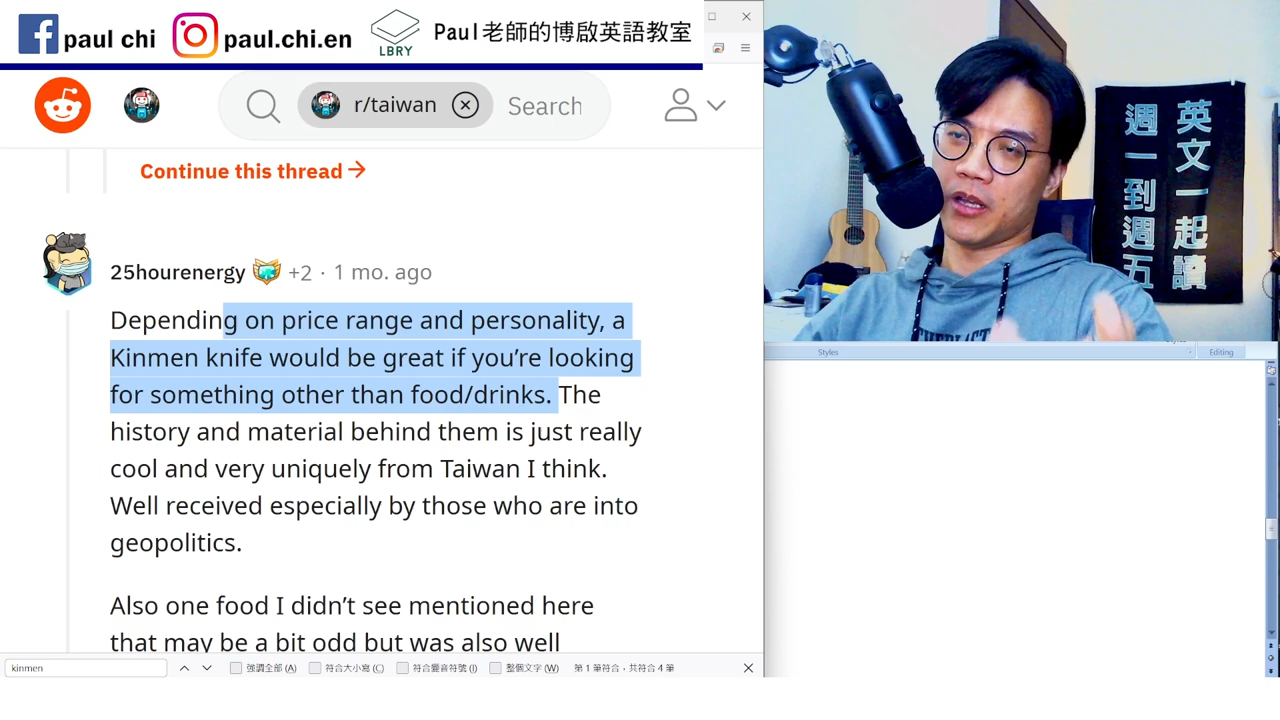 paul chi
paul.chi.en
LBRY
Paul老師的博啟英語教室
r/taiwan
Search
Continue this thread →
25hourenergy +2 · 1 mo. ago
Depending on price range and personality, a
Kinmen knife would be great if you’re looking
for something other than food/drinks. The
history and material behind them is just really
cool and very uniquely from Taiwan I think.
Well received especially by those who are into
geopolitics.
Also one food I didn’t see mentioned here
that may be a bit odd but was also well
kinmen
強調全部 (A)
符合大小寫 (C)
符合變音符號 (I)
整個文字 (W)
第 1 筆符合，共符合 4 筆
英文一起讀
週一到週五
Styles
Editing